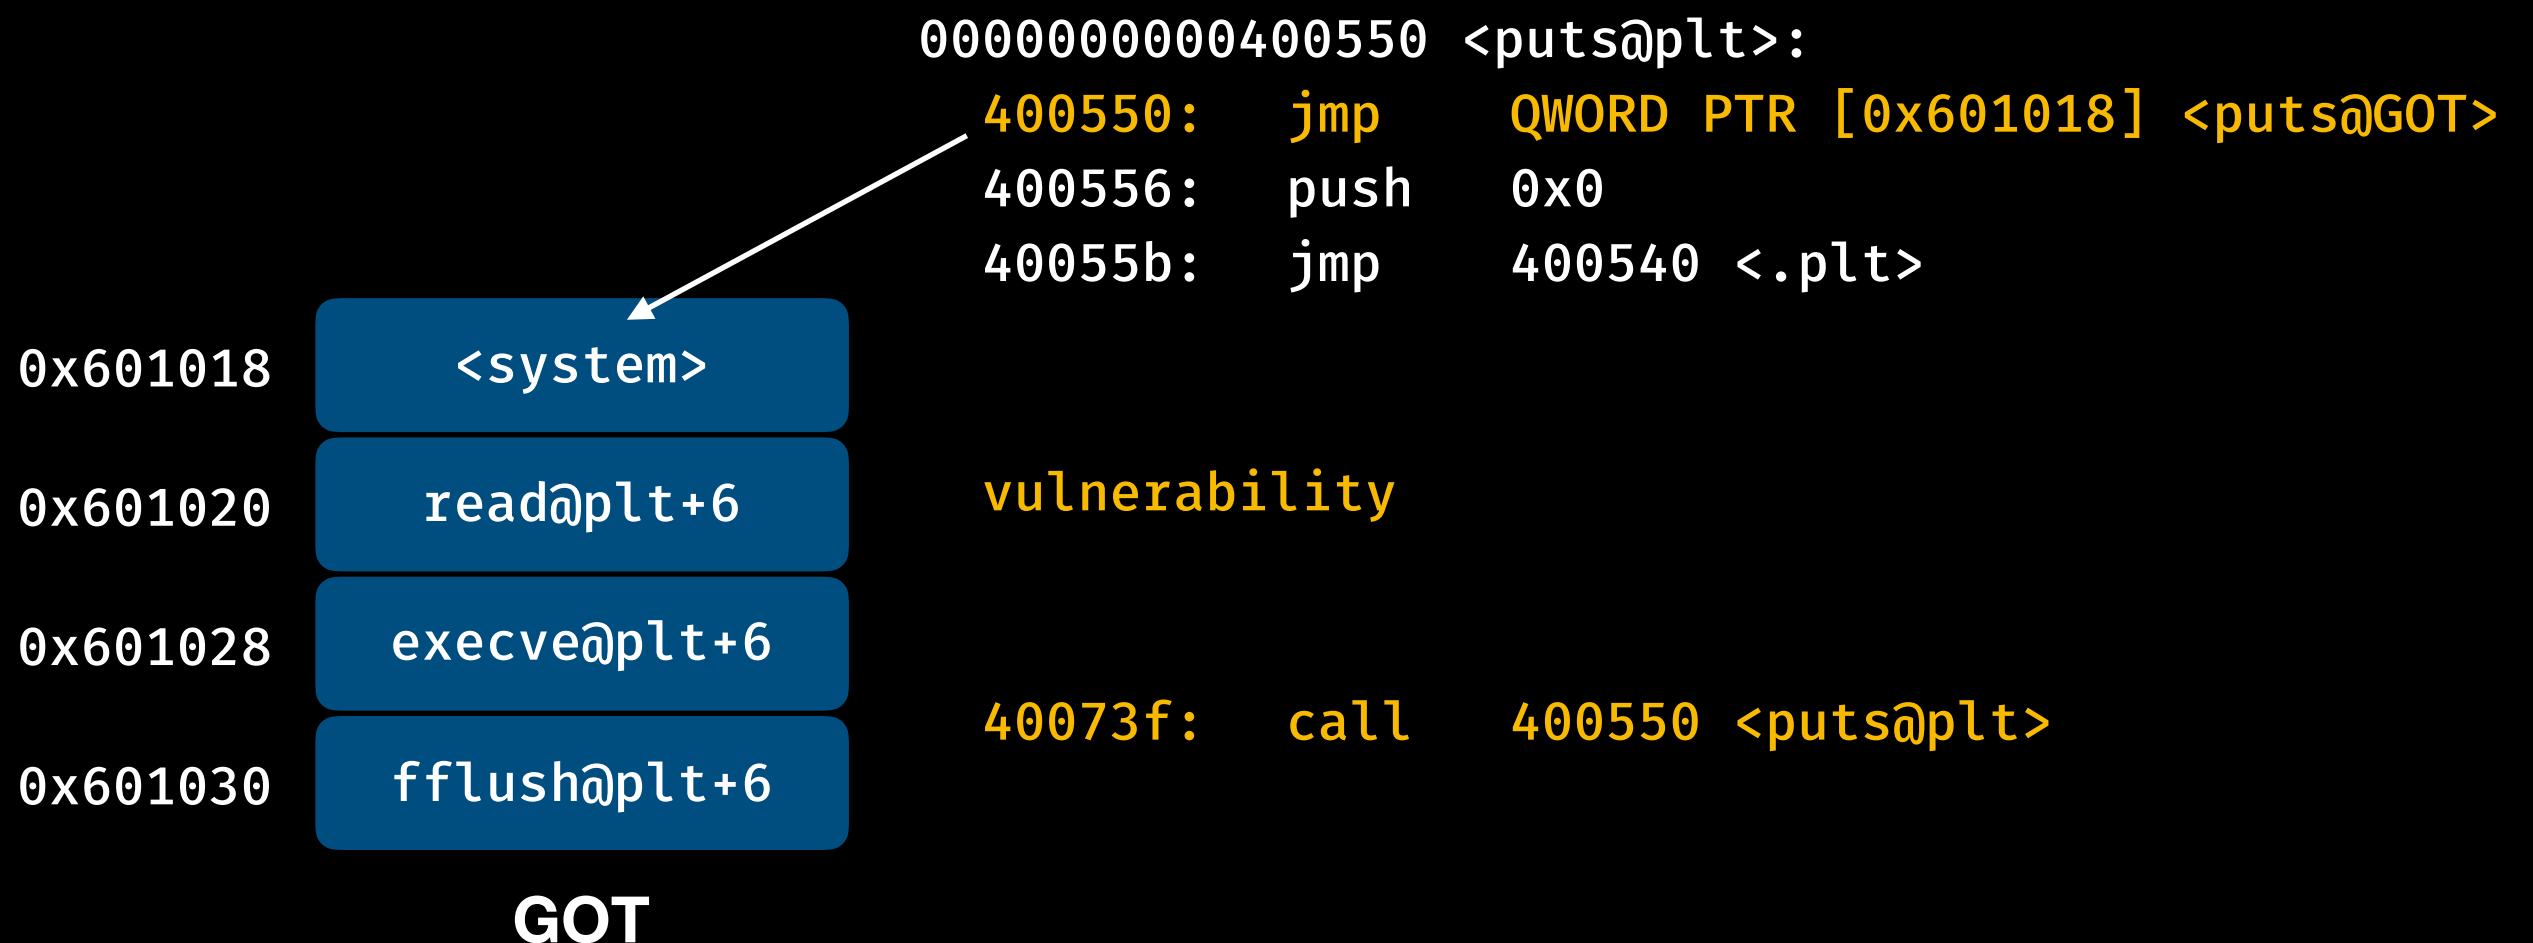 0000000000400550 <puts@plt>:
400550: jmp QWORD PTR [0x601018] <puts@GOT>
400556: push 0x0
40055b: jmp 400540 <.plt>
0x601018 <system>
0x601020 read@plt+6
vulnerability
0x601028 execve@plt+6
40073f: call 400550 <puts@plt>
0x601030 fflush@plt+6
GOT